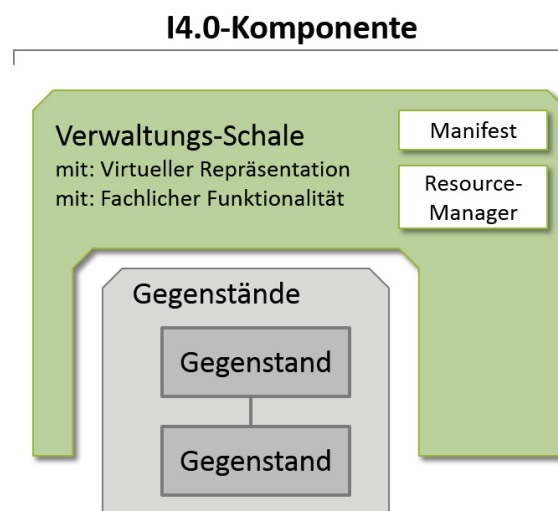 I4.0-Komponente
Verwaltungs-Schale
mit: Virtueller Repräsentation
mit: Fachlicher Funktionalität
Manifest
Resource-
Manager
Gegenstände
Gegenstand
Gegenstand